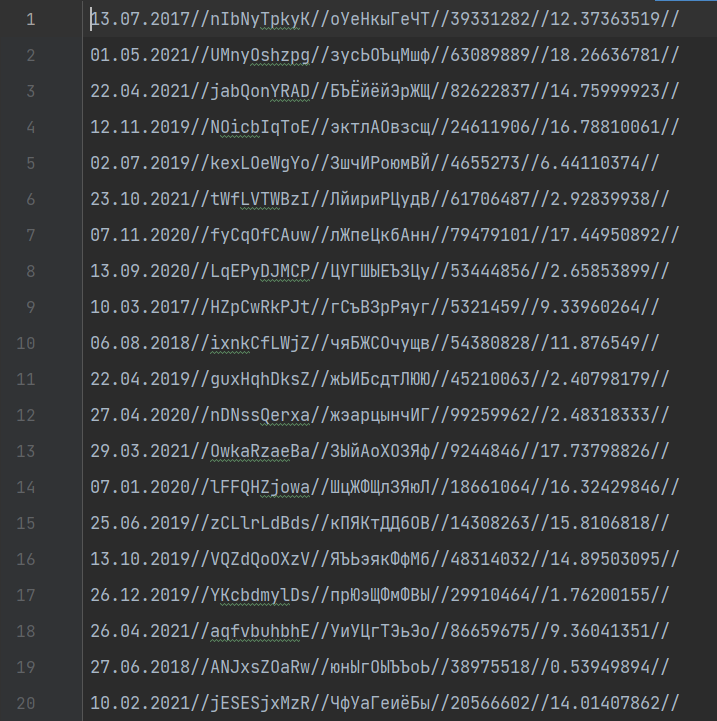 1 13.07.2017//nIbNyTpkyK//оУеНкыГеЧТ//39331282//12.37363519//
2 01.05.2021//UMnyOshzpg//зусЬОЪцМшф//63089889//18.26636781//
3 22.04.2021//jabQonYRAD//БЪЁйёйЭрЖЩ//82622837//14.75999923//
4 12.11.2019//NOicbIqToE//эктлАОвзсщ//24611906//16.78810061//
5 02.07.2019//kexLOeWgYo//ЗшчИРоюмВЙ//4655273//6.44110374//
6 23.10.2021//tWfLVTWBzI//ЛйириРЦудВ//61706487//2.92839938//
7 07.11.2020//fyCqOfCAuw//лЖпеЦкбАнн//79479101//17.44950892//
8 13.09.2020//LqEPyDJMCP//ЦУГШЫЕЪЗЦу//53444856//2.65853899//
9 10.03.2017//HZpCwRkPJt//гСъВЗрРяуг//5321459//9.33960264//
10 06.08.2018//ixnkCfLWjZ//чяБЖСОчущв//54380828//11.876549//
11 22.04.2019//guxHqhDksZ//жЬИБсдтЛЮЮ//45210063//2.40798179//
12 27.04.2020//nDNssQerxa//жэарцынчИГ//99259962//2.48318333//
13 29.03.2021//OwkaRzaeBa//ЗЫйАоХОЗЯф//9244846//17.73798826//
14 07.01.2020//lFFQHZjowa//ШцЖФЩлЗЯюЛ//18661064//16.32429846//
15 25.06.2019//zCLlrLdBds//кПЯКтДДбОВ//14308263//15.8106818//
16 13.10.2019//VQZdQoOXzV//ЯЪЬэякФфМб//48314032//14.89503095//
17 26.12.2019//YKcbdmylDs//прЮэЩФмФВЫ//29910464//1.76200155//
18 26.04.2021//aqfvbuhbhE//УиУЦгТЭьЭо//86659675//9.36041351//
19 27.06.2018//ANJxsZOaRw//юнЫгОЫЪЪоЬ//38975518//0.53949894//
20 10.02.2021//jESESjxMzR//ЧфУаГеиёБы//20566602//14.01407862//